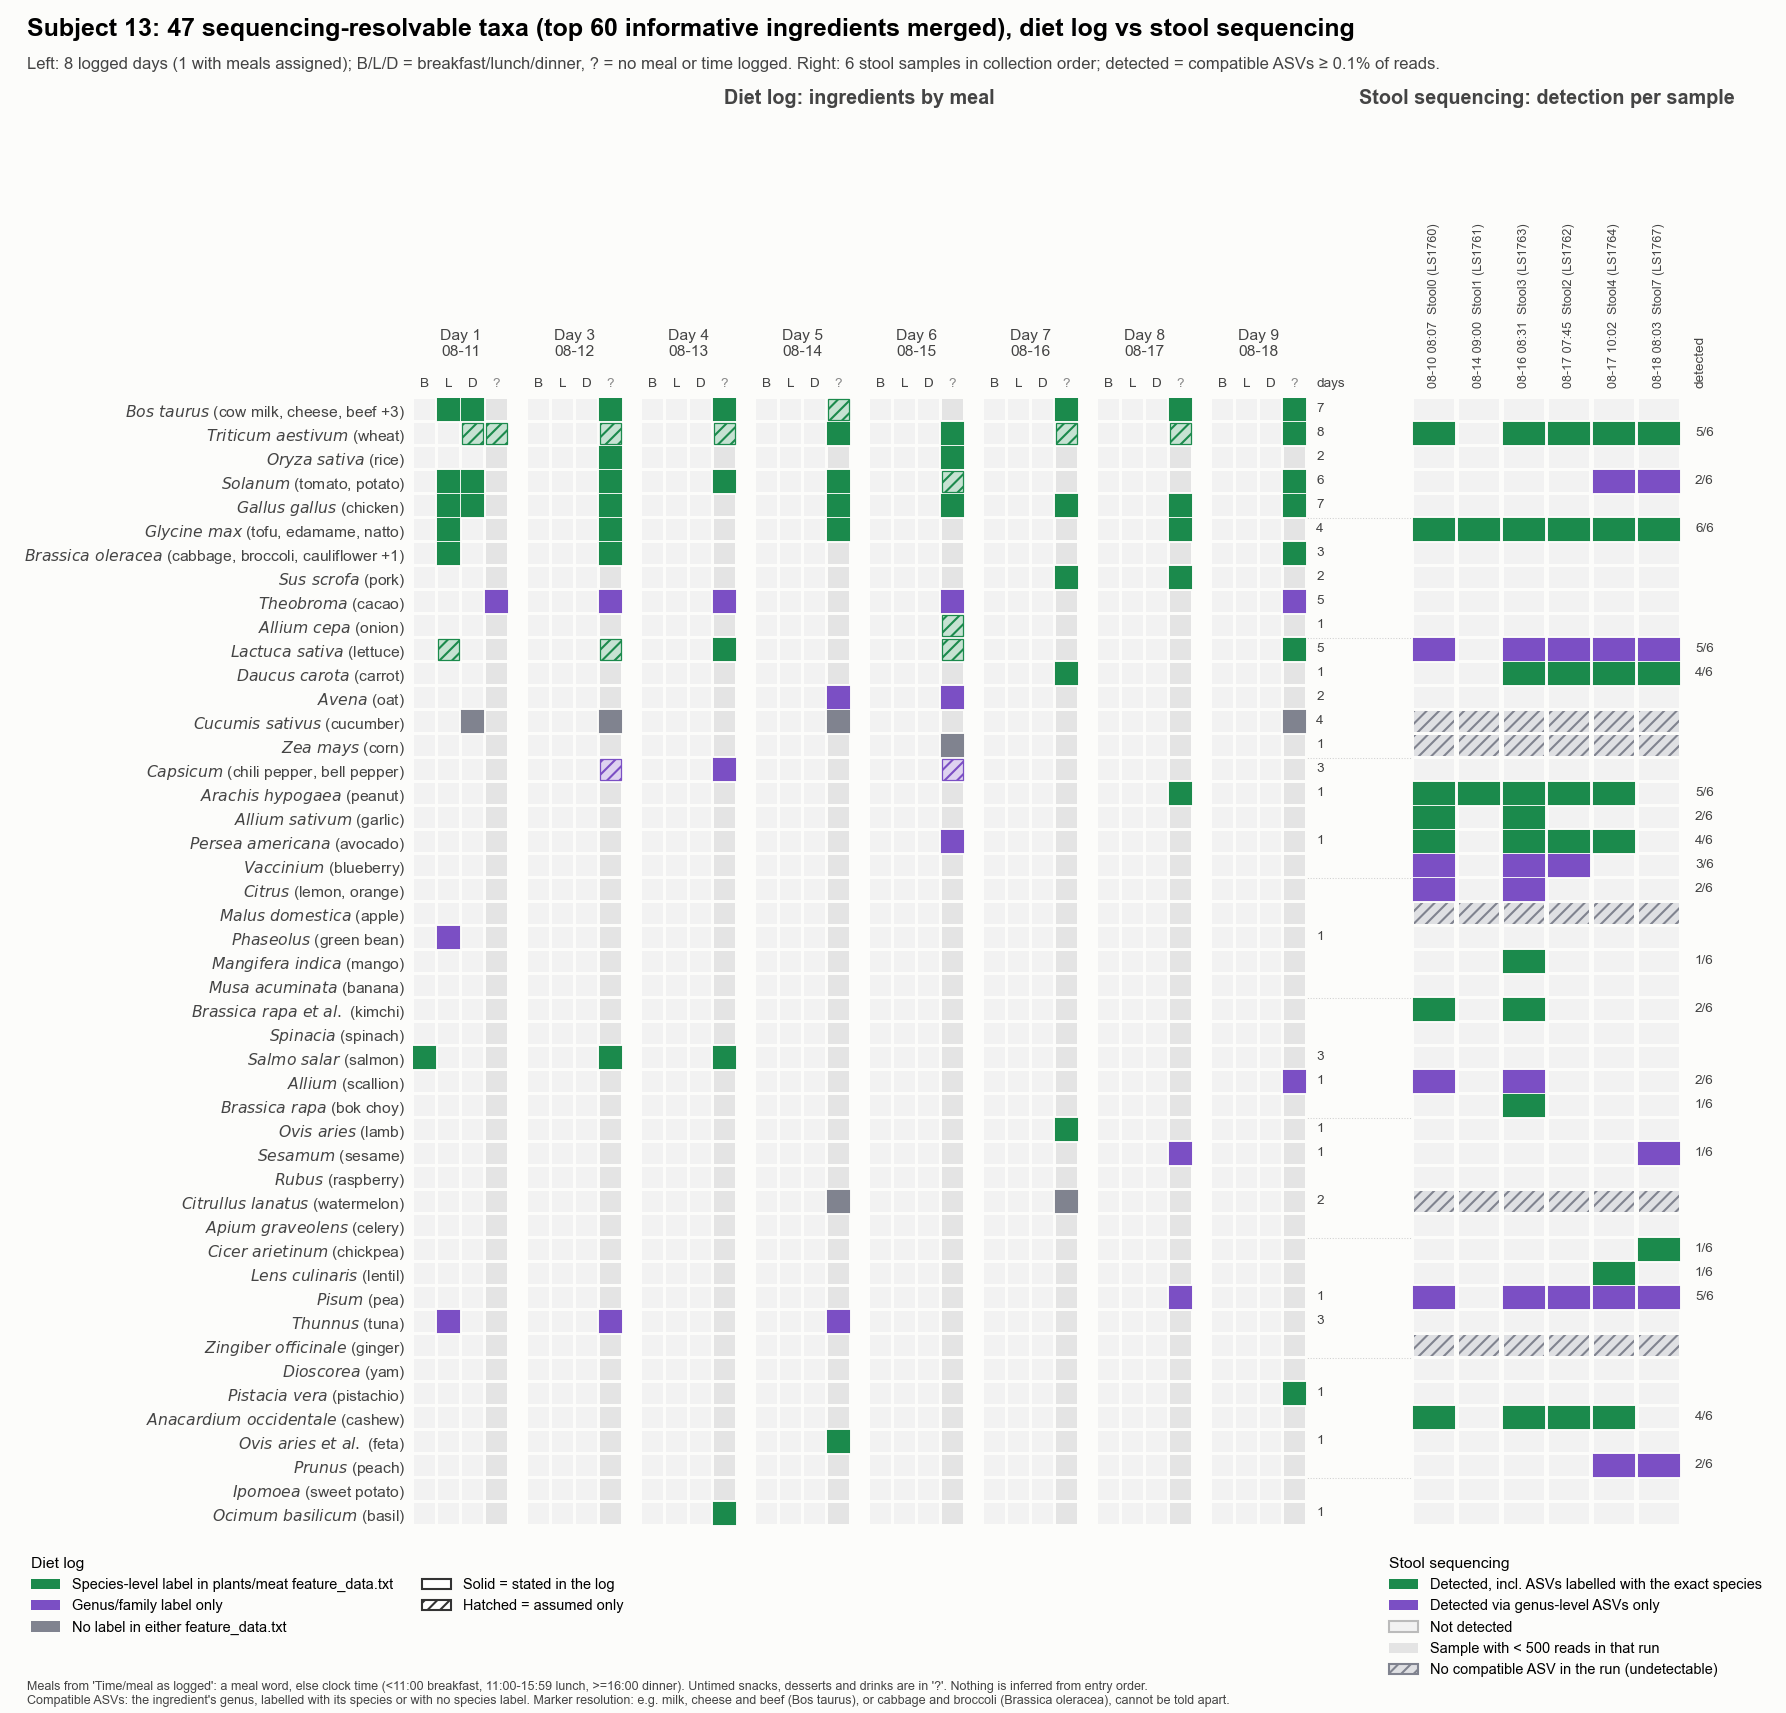 Subject 13: 47 sequencing-resolvable taxa (top 60 informative ingredients merged), diet log vs stool sequencing
Left: 8 logged days (1 with meals assigned); B/L/D = breakfast/lunch/dinner, ? = no meal or time logged. Right: 6 stool samples in collection order; detected = compatible ASVs ≥ 0.1% of reads.
Diet log: ingredients by meal
Stool sequencing: detection per sample
08-10 08:07 Stool0 (LS1760)
08-14 09:00 Stool1 (LS1761)
08-16 08:31 Stool3 (LS1763)
08-17 07:45 Stool2 (LS1762)
08-17 10:02 Stool4 (LS1764)
08-18 08:03 Stool7 (LS1767)
detected
Day 1 Day 3 Day 4 Day 5 Day 6 Day 7 Day 8 Day 9
08-11 08-12 08-13 08-14 08-15 08-16 08-17 08-18
B L D ? B L D ? B L D ? B L D ? B L D ? B L D ? B L D ? B L D ? days
Bos taurus (cow milk, cheese, beef +3) 7
Triticum aestivum (wheat) 8 5/6
Oryza sativa (rice) 2
Solanum (tomato, potato) 6 2/6
Gallus gallus (chicken) 7
Glycine max (tofu, edamame, natto) 4 6/6
Brassica oleracea (cabbage, broccoli, cauliflower +1) 3
Sus scrofa (pork) 2
Theobroma (cacao) 5
Allium cepa (onion) 1
Lactuca sativa (lettuce) 5 5/6
Daucus carota (carrot) 1 4/6
Avena (oat) 2
Cucumis sativus (cucumber) 4
Zea mays (corn) 1
Capsicum (chili pepper, bell pepper) 3
Arachis hypogaea (peanut) 1 5/6
Allium sativum (garlic) 2/6
Persea americana (avocado) 1 4/6
Vaccinium (blueberry) 3/6
Citrus (lemon, orange) 2/6
Malus domestica (apple)
Phaseolus (green bean) 1
Mangifera indica (mango) 1/6
Musa acuminata (banana)
Brassica rapa et al. (kimchi) 2/6
Spinacia (spinach)
Salmo salar (salmon) 3
Allium (scallion) 1 2/6
Brassica rapa (bok choy) 1/6
Ovis aries (lamb) 1
Sesamum (sesame) 1 1/6
Rubus (raspberry)
Citrullus lanatus (watermelon) 2
Apium graveolens (celery)
Cicer arietinum (chickpea) 1/6
Lens culinaris (lentil) 1/6
Pisum (pea) 1 5/6
Thunnus (tuna) 3
Zingiber officinale (ginger)
Dioscorea (yam)
Pistacia vera (pistachio) 1
Anacardium occidentale (cashew) 4/6
Ovis aries et al. (feta) 1
Prunus (peach) 2/6
Ipomoea (sweet potato)
Ocimum basilicum (basil) 1
Diet log
Species-level label in plants/meat feature_data.txt
Genus/family label only
No label in either feature_data.txt
Solid = stated in the log
Hatched = assumed only
Stool sequencing
Detected, incl. ASVs labelled with the exact species
Detected via genus-level ASVs only
Not detected
Sample with < 500 reads in that run
No compatible ASV in the run (undetectable)
Meals from 'Time/meal as logged': a meal word, else clock time (<11:00 breakfast, 11:00-15:59 lunch, >=16:00 dinner). Untimed snacks, desserts and drinks are in '?'. Nothing is inferred from entry order.
Compatible ASVs: the ingredient's genus, labelled with its species or with no species label. Marker resolution: e.g. milk, cheese and beef (Bos taurus), or cabbage and broccoli (Brassica oleracea), cannot be told apart.